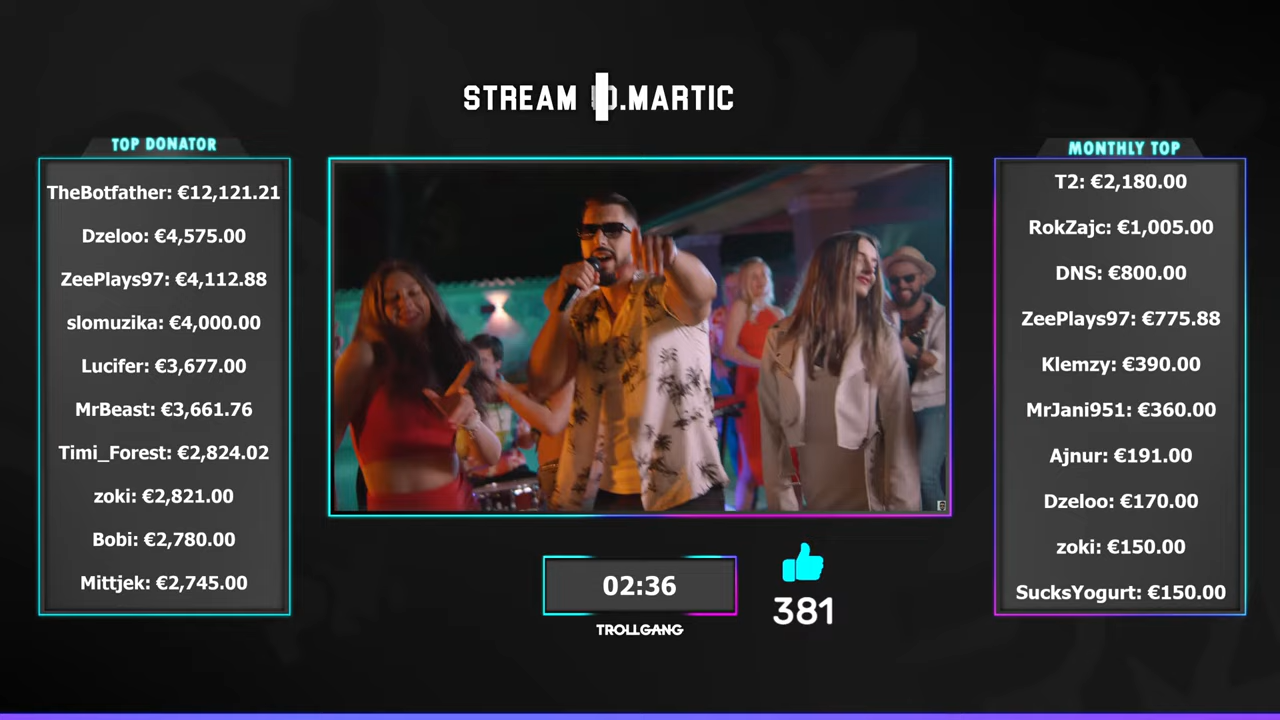 STREAM
.MARTIC
TOP DONATOR
TheBotfather: €12,121.21
Dzeloo: €4,575.00
ZeePlays97: €4,112.88
slomuzika: €4,000.00
Lucifer: €3,677.00
MrBeast: €3,661.76
Timi_Forest: €2,824.02
zoki: €2,821.00
Bobi: €2,780.00
Mittjek: €2,745.00
MONTHLY TOP
T2: €2,180.00
RokZajc: €1,005.00
DNS: €800.00
ZeePlays97: €775.88
Klemzy: €390.00
MrJani951: €360.00
Ajnur: €191.00
Dzeloo: €170.00
zoki: €150.00
SucksYogurt: €150.00
02:36
TROLLGANG
381